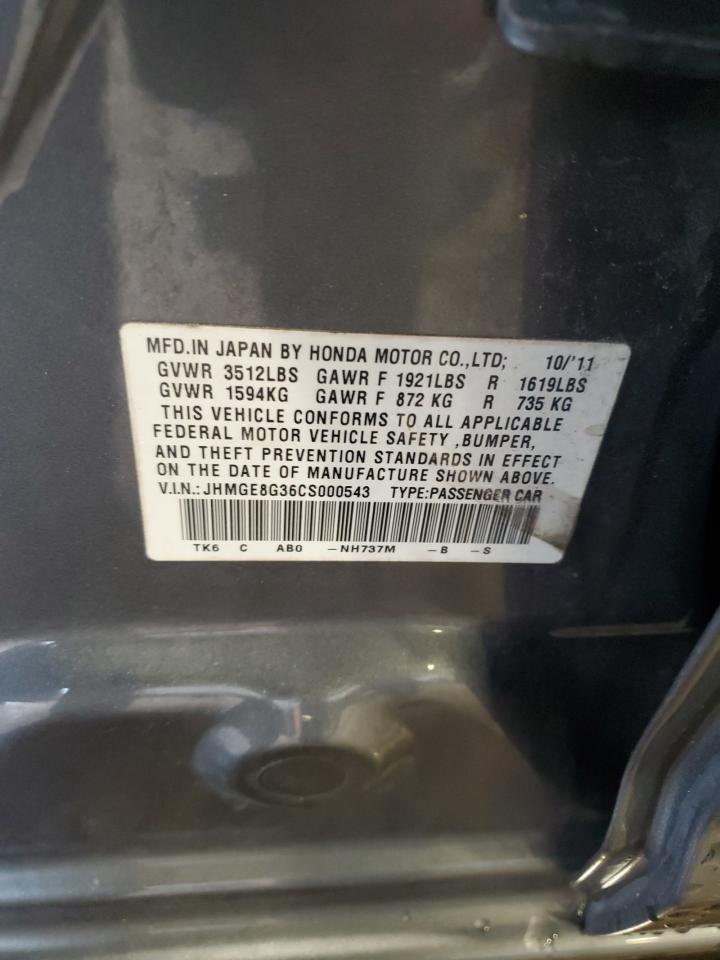 MFD.IN JAPAN BY HONDA MOTOR CO.,LTD; 10/'11
GVWR 3512LBS GAWR F 1921LBS R 1619LBS
GVWR 1594KG GAWR F 872 KG R 735 KG
THIS VEHICLE CONFORMS TO ALL APPLICABLE
FEDERAL MOTOR VEHICLE SAFETY ,BUMPER,
AND THEFT PREVENTION STANDARDS IN EFFECT
ON THE DATE OF MANUFACTURE SHOWN ABOVE.
V.I.N.: JHMGE8G36CS000543 TYPE:PASSENGER CAR
TK6 C AB0 -NH737M -B -S